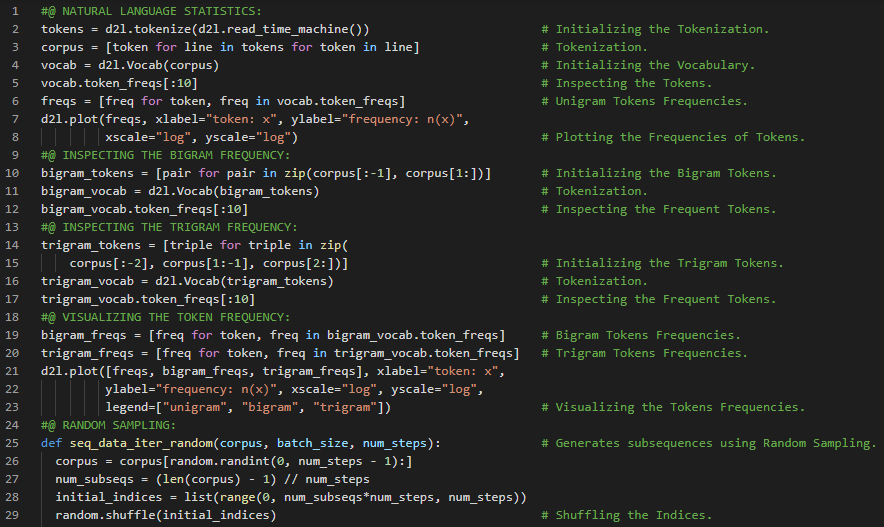 1 #@ NATURAL LANGUAGE STATISTICS:
2 tokens = d2l.tokenize(d2l.read_time_machine()) # Initializing the Tokenization.
3 corpus = [token for line in tokens for token in line] # Tokenization.
4 vocab = d2l.Vocab(corpus) # Initializing the Vocabulary.
5 vocab.token_freqs[:10] # Inspecting the Tokens.
6 freqs = [freq for token, freq in vocab.token_freqs] # Unigram Tokens Frequencies.
7 d2l.plot(freqs, xlabel="token: x", ylabel="frequency: n(x)",
8 xscale="log", yscale="log") # Plotting the Frequencies of Tokens.
9 #@ INSPECTING THE BIGRAM FREQUENCY:
10 bigram_tokens = [pair for pair in zip(corpus[:-1], corpus[1:])] # Initializing the Bigram Tokens.
11 bigram_vocab = d2l.Vocab(bigram_tokens) # Tokenization.
12 bigram_vocab.token_freqs[:10] # Inspecting the Frequent Tokens.
13 #@ INSPECTING THE TRIGRAM FREQUENCY:
14 trigram_tokens = [triple for triple in zip(
15 corpus[:-2], corpus[1:-1], corpus[2:])] # Initializing the Trigram Tokens.
16 trigram_vocab = d2l.Vocab(trigram_tokens) # Tokenization.
17 trigram_vocab.token_freqs[:10] # Inspecting the Frequent Tokens.
18 #@ VISUALIZING THE TOKEN FREQUENCY:
19 bigram_freqs = [freq for token, freq in bigram_vocab.token_freqs] # Bigram Tokens Frequencies.
20 trigram_freqs = [freq for token, freq in trigram_vocab.token_freqs] # Trigram Tokens Frequencies.
21 d2l.plot([freqs, bigram_freqs, trigram_freqs], xlabel="token: x",
22 ylabel="frequency: n(x)", xscale="log", yscale="log",
23 legend=["unigram", "bigram", "trigram"]) # Visualizing the Tokens Frequencies.
24 #@ RANDOM SAMPLING:
25 def seq_data_iter_random(corpus, batch_size, num_steps): # Generates subsequences using Random Sampling.
26 corpus = corpus[random.randint(0, num_steps - 1):]
27 num_subseqs = (len(corpus) - 1) // num_steps
28 initial_indices = list(range(0, num_subseqs*num_steps, num_steps))
29 random.shuffle(initial_indices) # Shuffling the Indices.